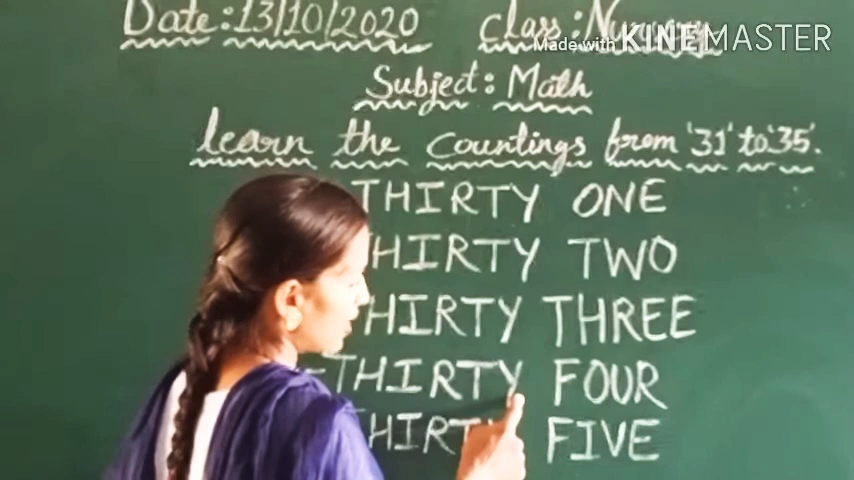 Date:13/10/2020 class:
Made with KINEMASTER
Subject: Math
learn the Countings from '31' to '35'.
THIRTY ONE
THIRTY TWO
THIRTY THREE
-THIRTY FOUR
THIRTY FIVE